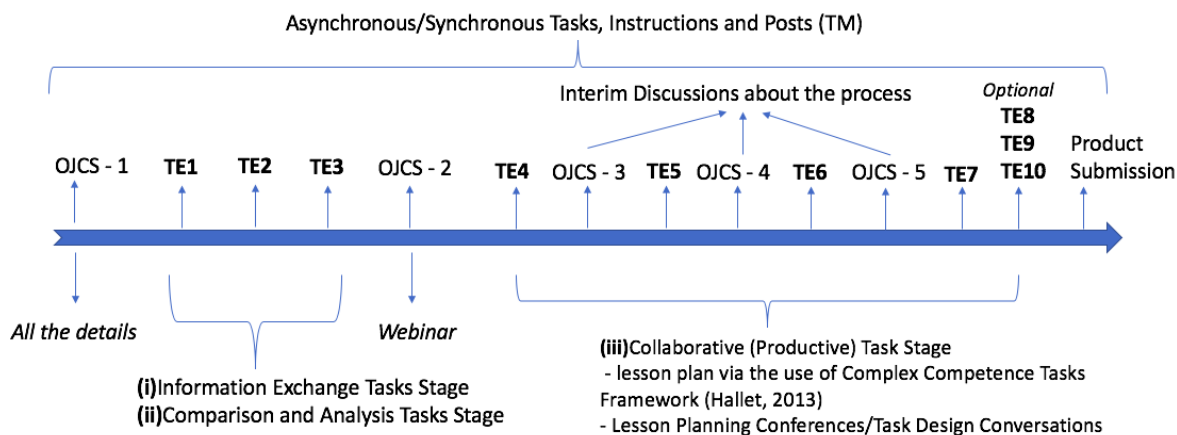 Asynchronous/Synchronous Tasks, Instructions and Posts (TM)
Interim Discussions about the process
Optional
TE8
TE9
OJCS - 1 TE1 TE2 TE3 OJCS - 2 TE4 OJCS - 3 TE5 OJCS - 4 TE6 OJCS - 5 TE7 TE10
Product
Submission
All the details
Webinar
(i)Information Exchange Tasks Stage
(ii)Comparison and Analysis Tasks Stage
(iii)Collaborative (Productive) Task Stage
- lesson plan via the use of Complex Competence Tasks
Framework (Hallet, 2013)
- Lesson Planning Conferences/Task Design Conversations